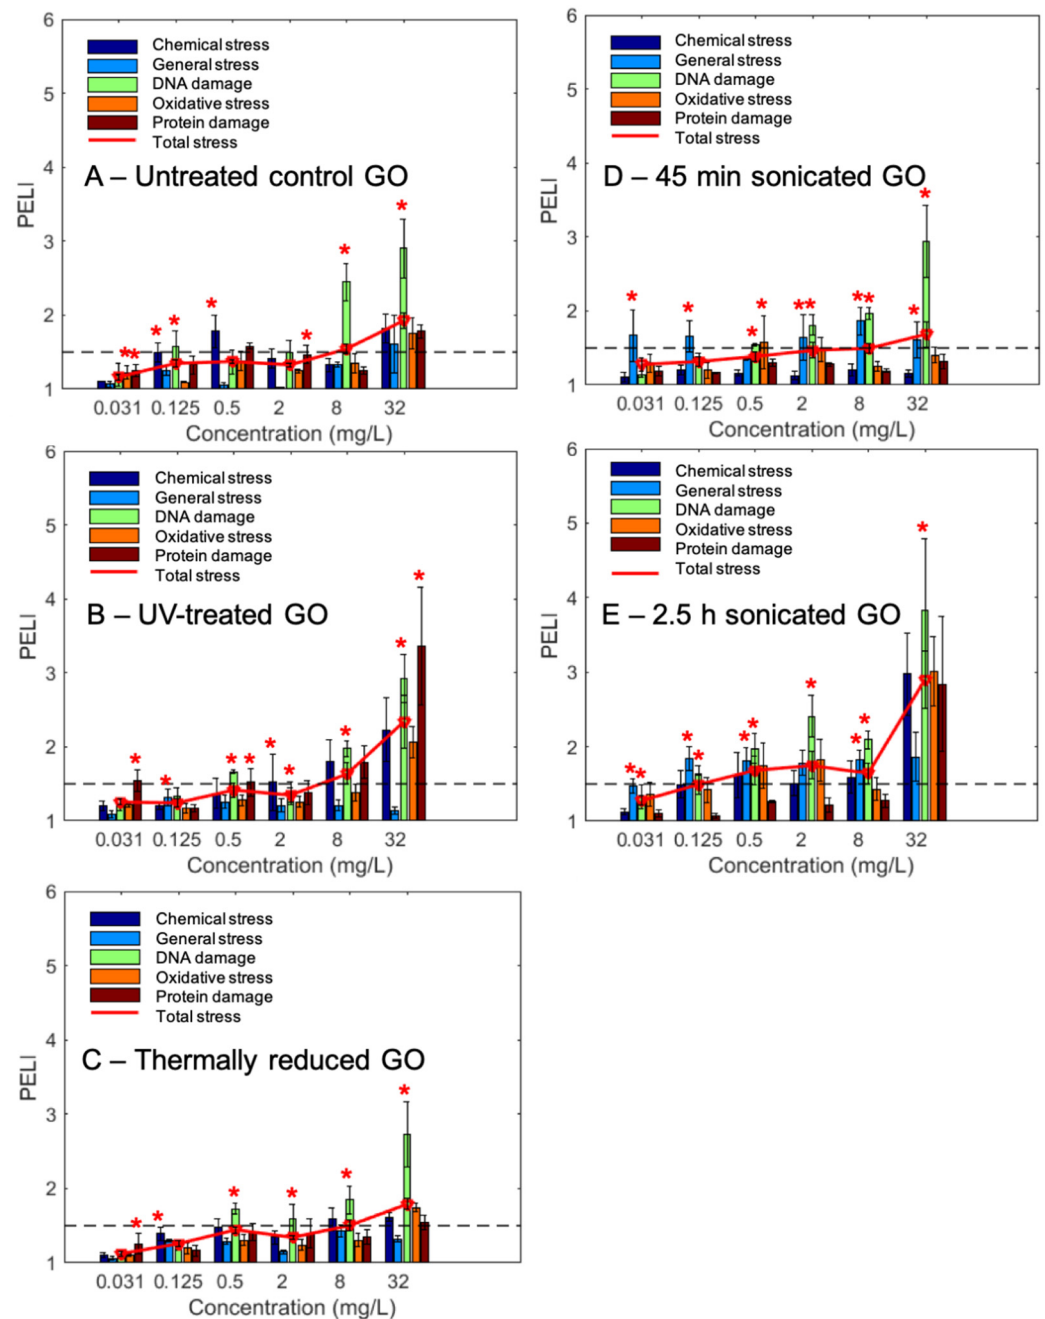 6
5
4
3
2
1
PELI
Chemical stress
General stress
DNA damage
Oxidative stress
Protein damage
Total stress
A – Untreated control GO
* * * * * * * *
0.031 0.125 0.5 2 8 32
Concentration (mg/L)
6
5
4
3
2
1
PELI
Chemical stress
General stress
DNA damage
Oxidative stress
Protein damage
Total stress
D – 45 min sonicated GO
* * * * * * * * * *
0.031 0.125 0.5 2 8 32
Concentration (mg/L)
6
5
4
3
2
1
PELI
Chemical stress
General stress
DNA damage
Oxidative stress
Protein damage
Total stress
B – UV-treated GO
* * * * * * * * *
0.031 0.125 0.5 2 8 32
Concentration (mg/L)
6
5
4
3
2
1
PELI
Chemical stress
General stress
DNA damage
Oxidative stress
Protein damage
Total stress
E – 2.5 h sonicated GO
* * * * * * * * * *
0.031 0.125 0.5 2 8 32
Concentration (mg/L)
6
5
4
3
2
1
PELI
Chemical stress
General stress
DNA damage
Oxidative stress
Protein damage
Total stress
C – Thermally reduced GO
* * * * * *
0.031 0.125 0.5 2 8 32
Concentration (mg/L)